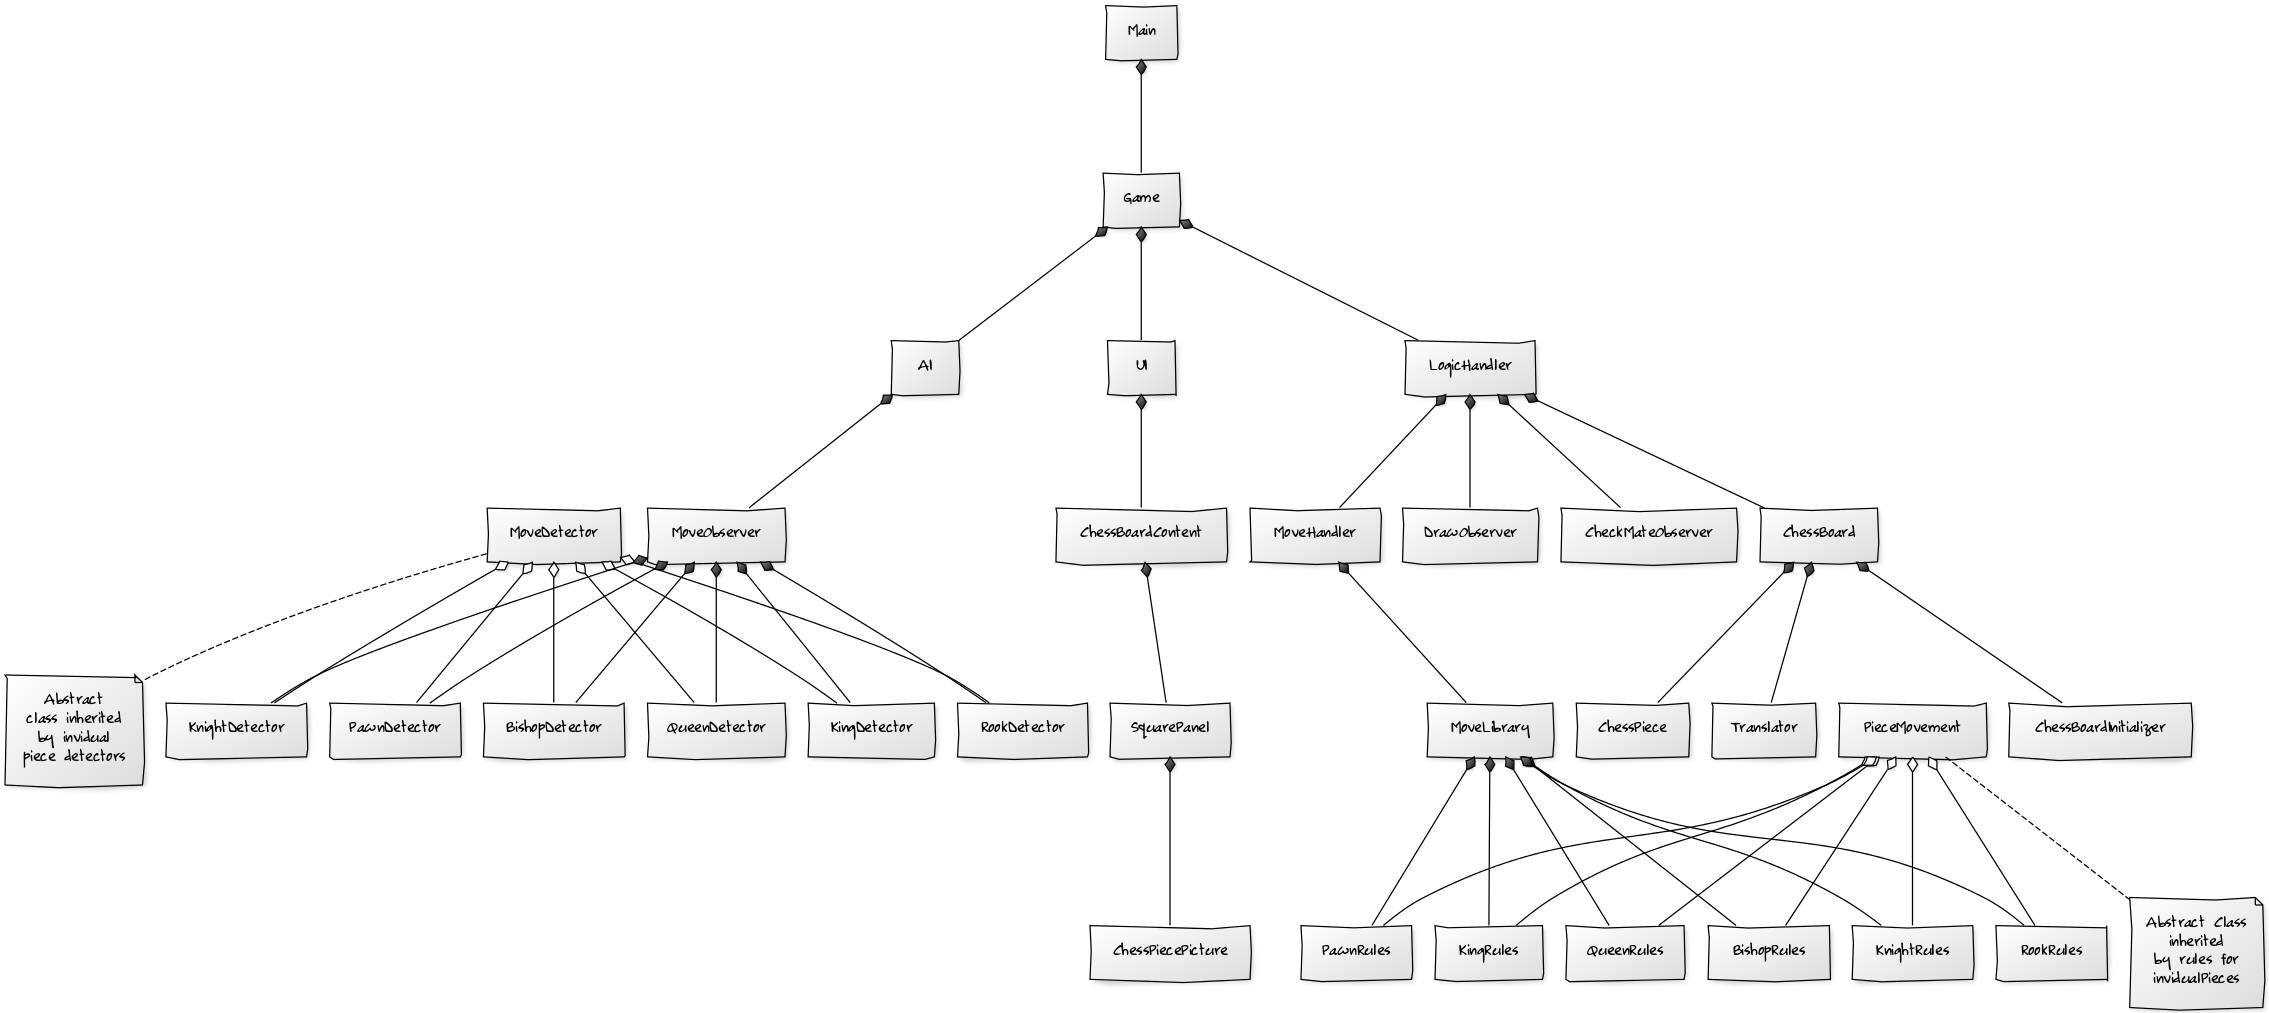 Main
Game
AI
UI
LogicHandler
MoveDetector
MoveObserver
ChessBoardContent
MoveHandler
DrawObserver
CheckMateObserver
ChessBoard
Abstract
class inherited
by invidual
piece detectors
KnightDetector
PawnDetector
BishopDetector
QueenDetector
KingDetector
RookDetector
SquarePanel
MoveLibrary
ChessPiece
Translator
PieceMovement
ChessBoardInitializer
ChessPiecePicture
PawnRules
KingRules
QueenRules
BishopRules
KnightRules
RookRules
Abstract Class
inherited
by rules for
invidualPieces